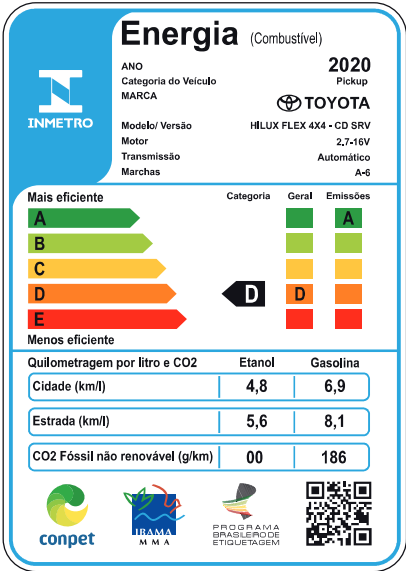 Energia (Combustível)
ANO 2020
Categoria do Veículo Pickup
MARCA TOYOTA
INMETRO
Modelo/ Versão HILUX FLEX 4X4 - CD SRV
Motor 2.7-16V
Transmissão Automático
Marchas A-6
Mais eficiente Categoria Geral Emissões
A A
B
C
D D D
E
Menos eficiente
Quilometragem por litro e CO2 Etanol Gasolina
Cidade (km/l) 4,8 6,9
Estrada (km/l) 5,6 8,1
CO2 Fóssil não renovável (g/km) 00 186
conpet
IBAMA
MMA
PROGRAMA
BRASILEIRO DE
ETIQUETAGEM